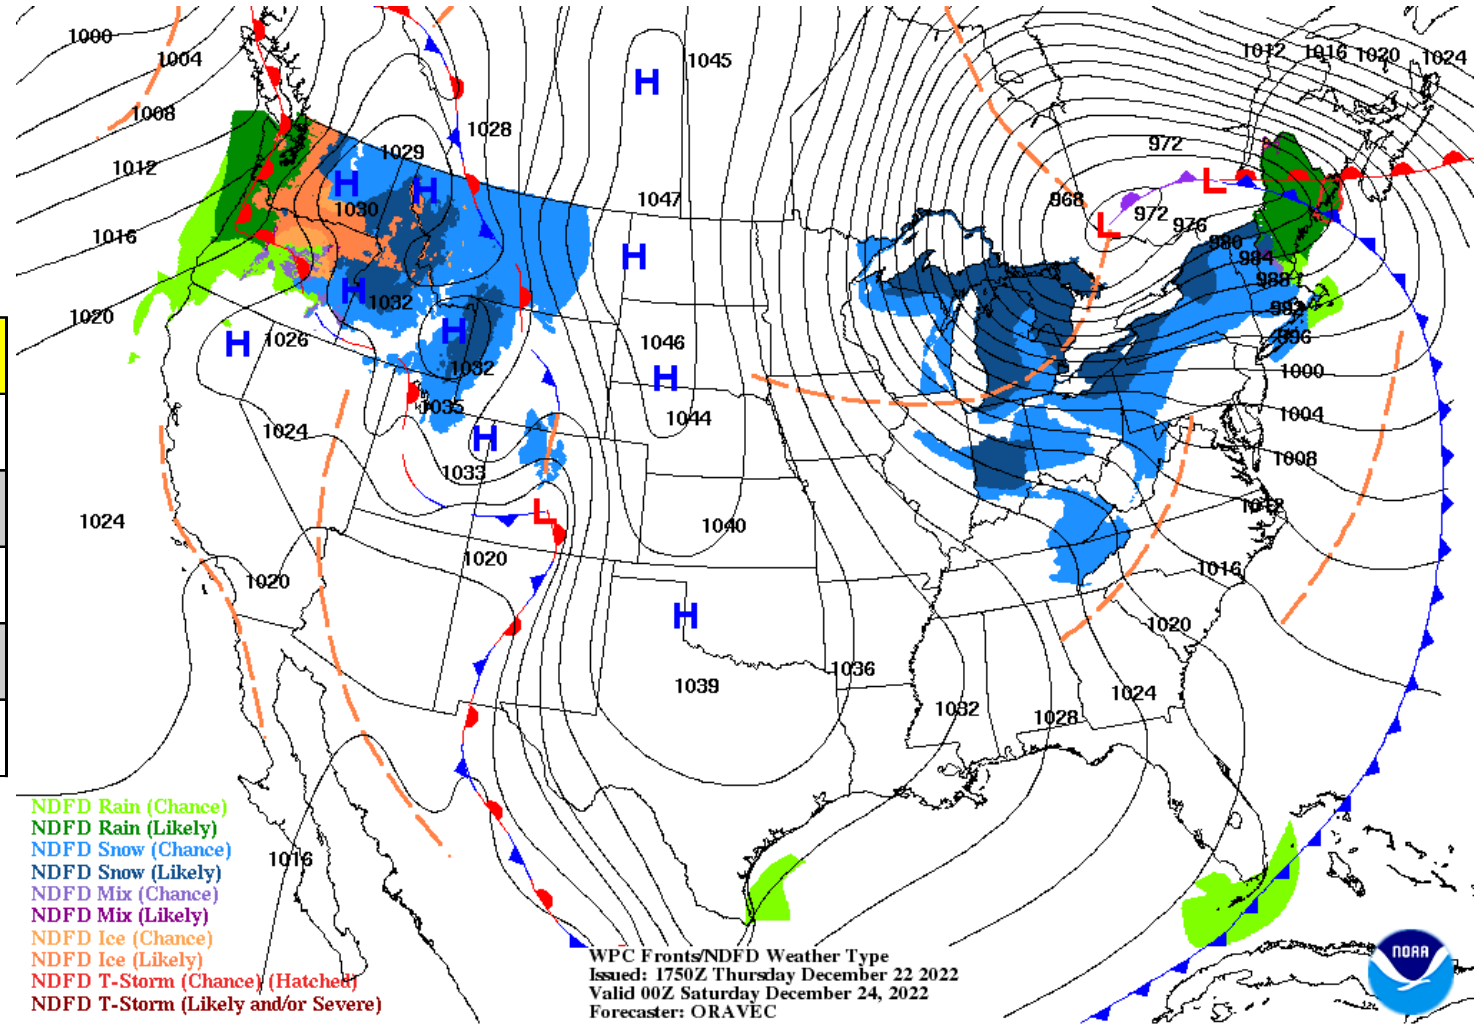 1000
1004
1008
1012
1016
1020
1024
1028
1029
1030
1032
1026
1032
1035
1024
1033
1020
1020
1016
1045
1047
1046
1044
1040
1039
1036
1032
1028
1024
1020
1016
1012
1008
1004
1000
996
992
988
984
980
976
972
968
972
1012
1016
1020
1024
H
H
H
H
H
H
H
H
H
H
H
L
L
L
NDFD Rain (Chance)
NDFD Rain (Likely)
NDFD Snow (Chance)
NDFD Snow (Likely)
NDFD Mix (Chance)
NDFD Mix (Likely)
NDFD Ice (Chance)
NDFD Ice (Likely)
NDFD T-Storm (Chance) (Hatched)
NDFD T-Storm (Likely and/or Severe)
WPC Fronts/NDFD Weather Type
Issued: 1750Z Thursday December 22 2022
Valid 00Z Saturday December 24, 2022
Forecaster: ORAVEC
NOAA